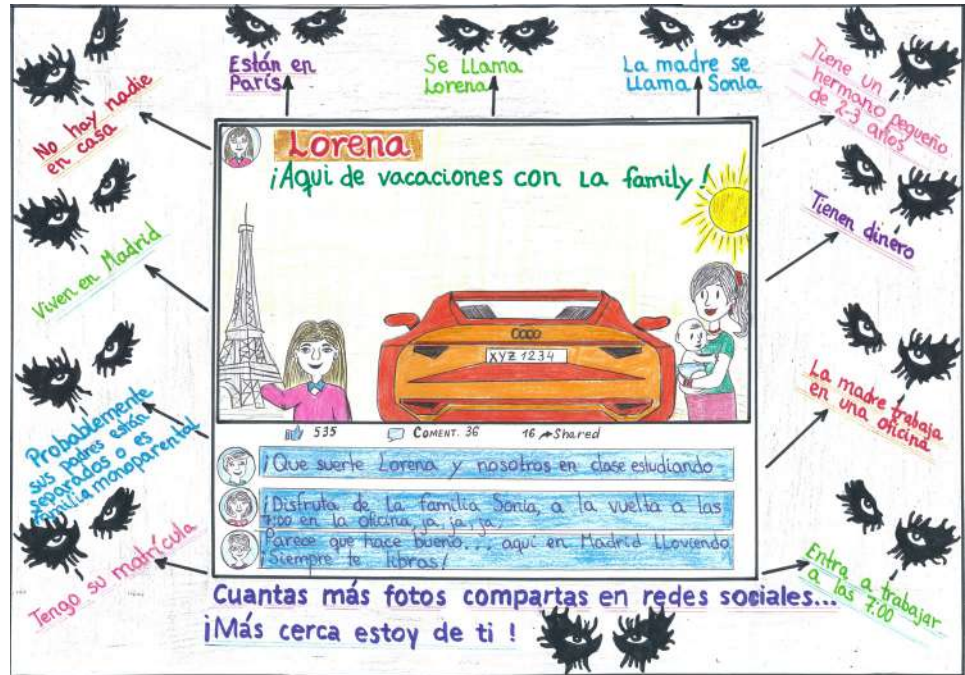 Están en
París
Se LLama
Lorena
La madre se
LLama Sonia
Tiene un
hermano pequeño
de 2-3 años
No hay nadie
en casa
Lorena
¡Aqui de vacaciones con La family!
Tienen dinero
Viven en Madrid
XYZ 1234
La madre trabaja
en una oficina
Probablemente
sus padres están
separados o es
familia monoparental
535 COMENT. 36 16 Shared
¡Que suerte Lorena y nosotros en clase estudiando
¡Disfruta de La familia Sonia, a la vuelta a las
7:00 en la oficina, ja, ja, ja,
Parece que hace bueno... aquí en Madrid LLoviendo
¡Siempre te libras!
Tengo su matrícula
Entra a trabajar
a las 7:00
Cuantas más fotos compartas en redes sociales...
¡Más cerca estoy de ti!